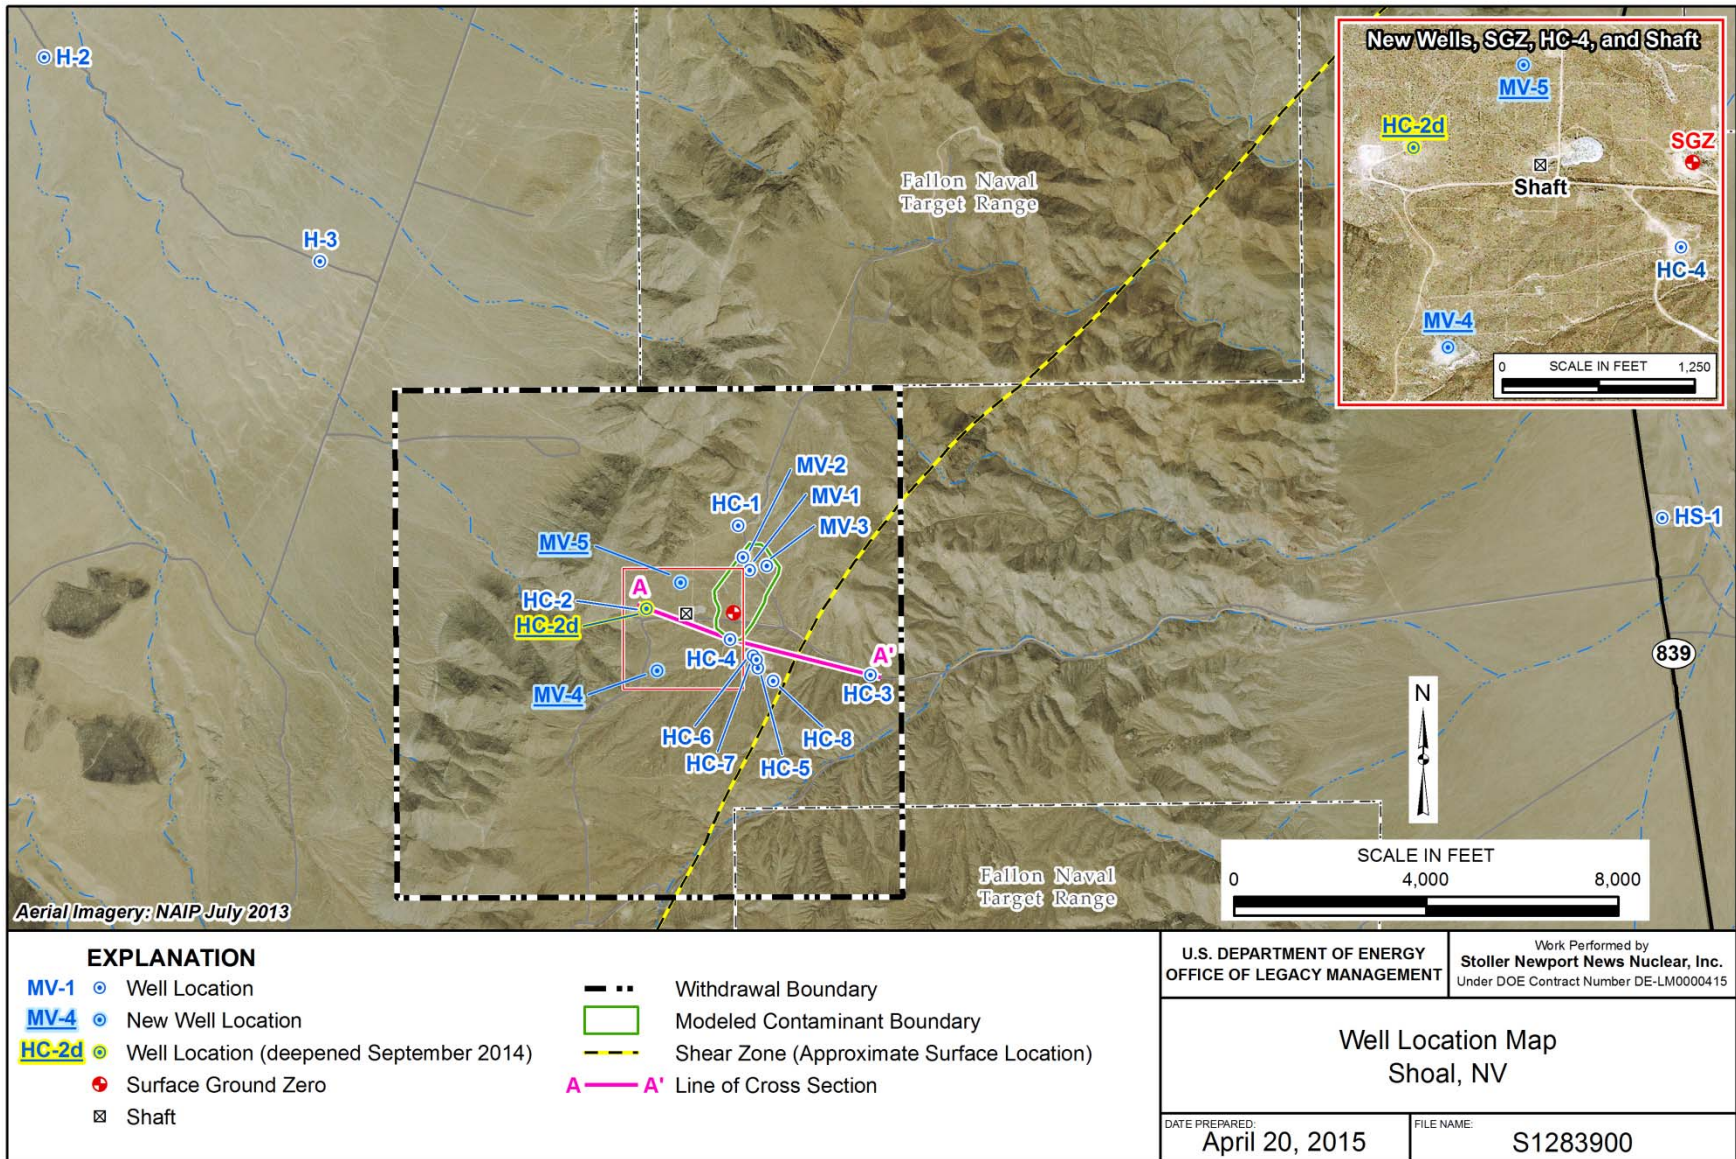 H-2
H-3
Fallon Naval
Target Range
New Wells, SGZ, HC-4, and Shaft
MV-5
HC-2d
SGZ
Shaft
HC-4
MV-4
0 SCALE IN FEET 1,250
MV-2
HC-1
MV-1
MV-3
MV-5
A
HC-2
HC-2d
HC-4
A'
HC-3
MV-4
HC-6
HC-8
HC-7
HC-5
HS-1
839
N
Fallon Naval
Target Range
SCALE IN FEET
0 4,000 8,000
Aerial Imagery: NAIP July 2013
EXPLANATION
MV-1 Well Location
MV-4 New Well Location
HC-2d Well Location (deepened September 2014)
Surface Ground Zero
Shaft
Withdrawal Boundary
Modeled Contaminant Boundary
Shear Zone (Approximate Surface Location)
A A' Line of Cross Section
U.S. DEPARTMENT OF ENERGY
OFFICE OF LEGACY MANAGEMENT
Work Performed by
Stoller Newport News Nuclear, Inc.
Under DOE Contract Number DE-LM0000415
Well Location Map
Shoal, NV
DATE PREPARED:
April 20, 2015
FILE NAME:
S1283900